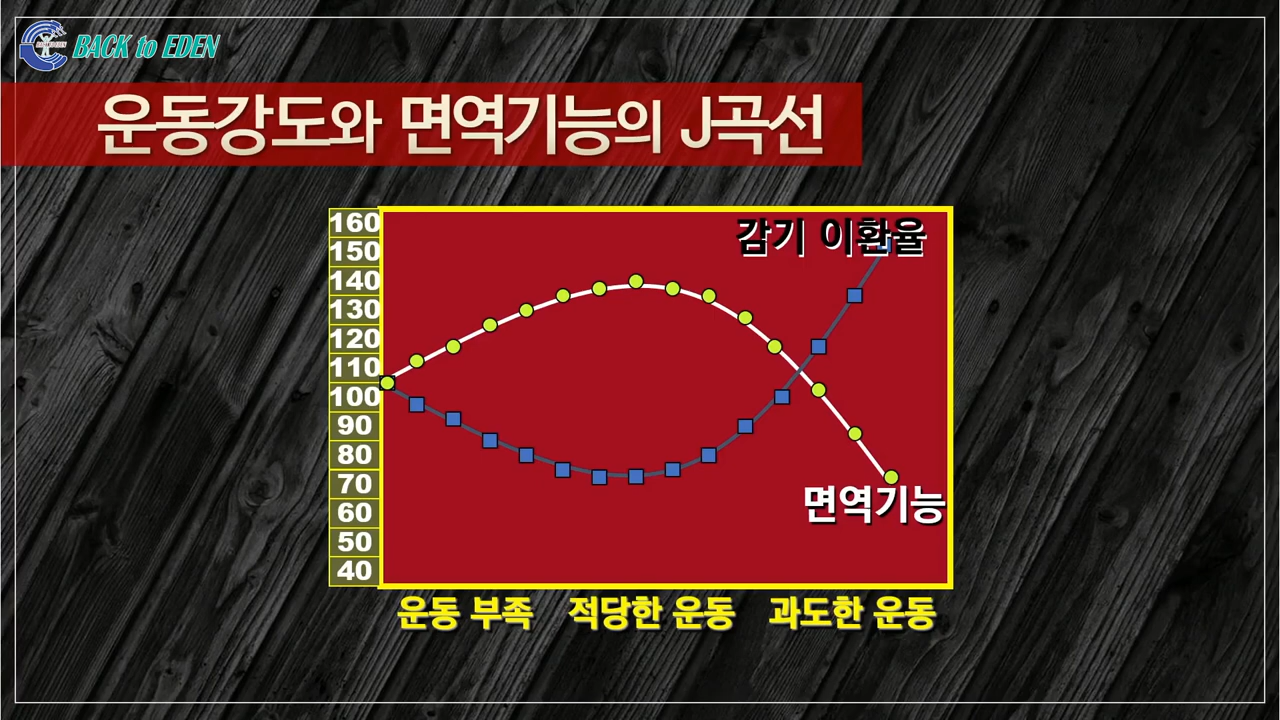 BACK to EDEN
운동강도와 면역기능의 J곡선
160
150
140
130
120
110
100
90
80
70
60
50
40
감기 이환율
면역기능
운동 부족 적당한 운동 과도한 운동